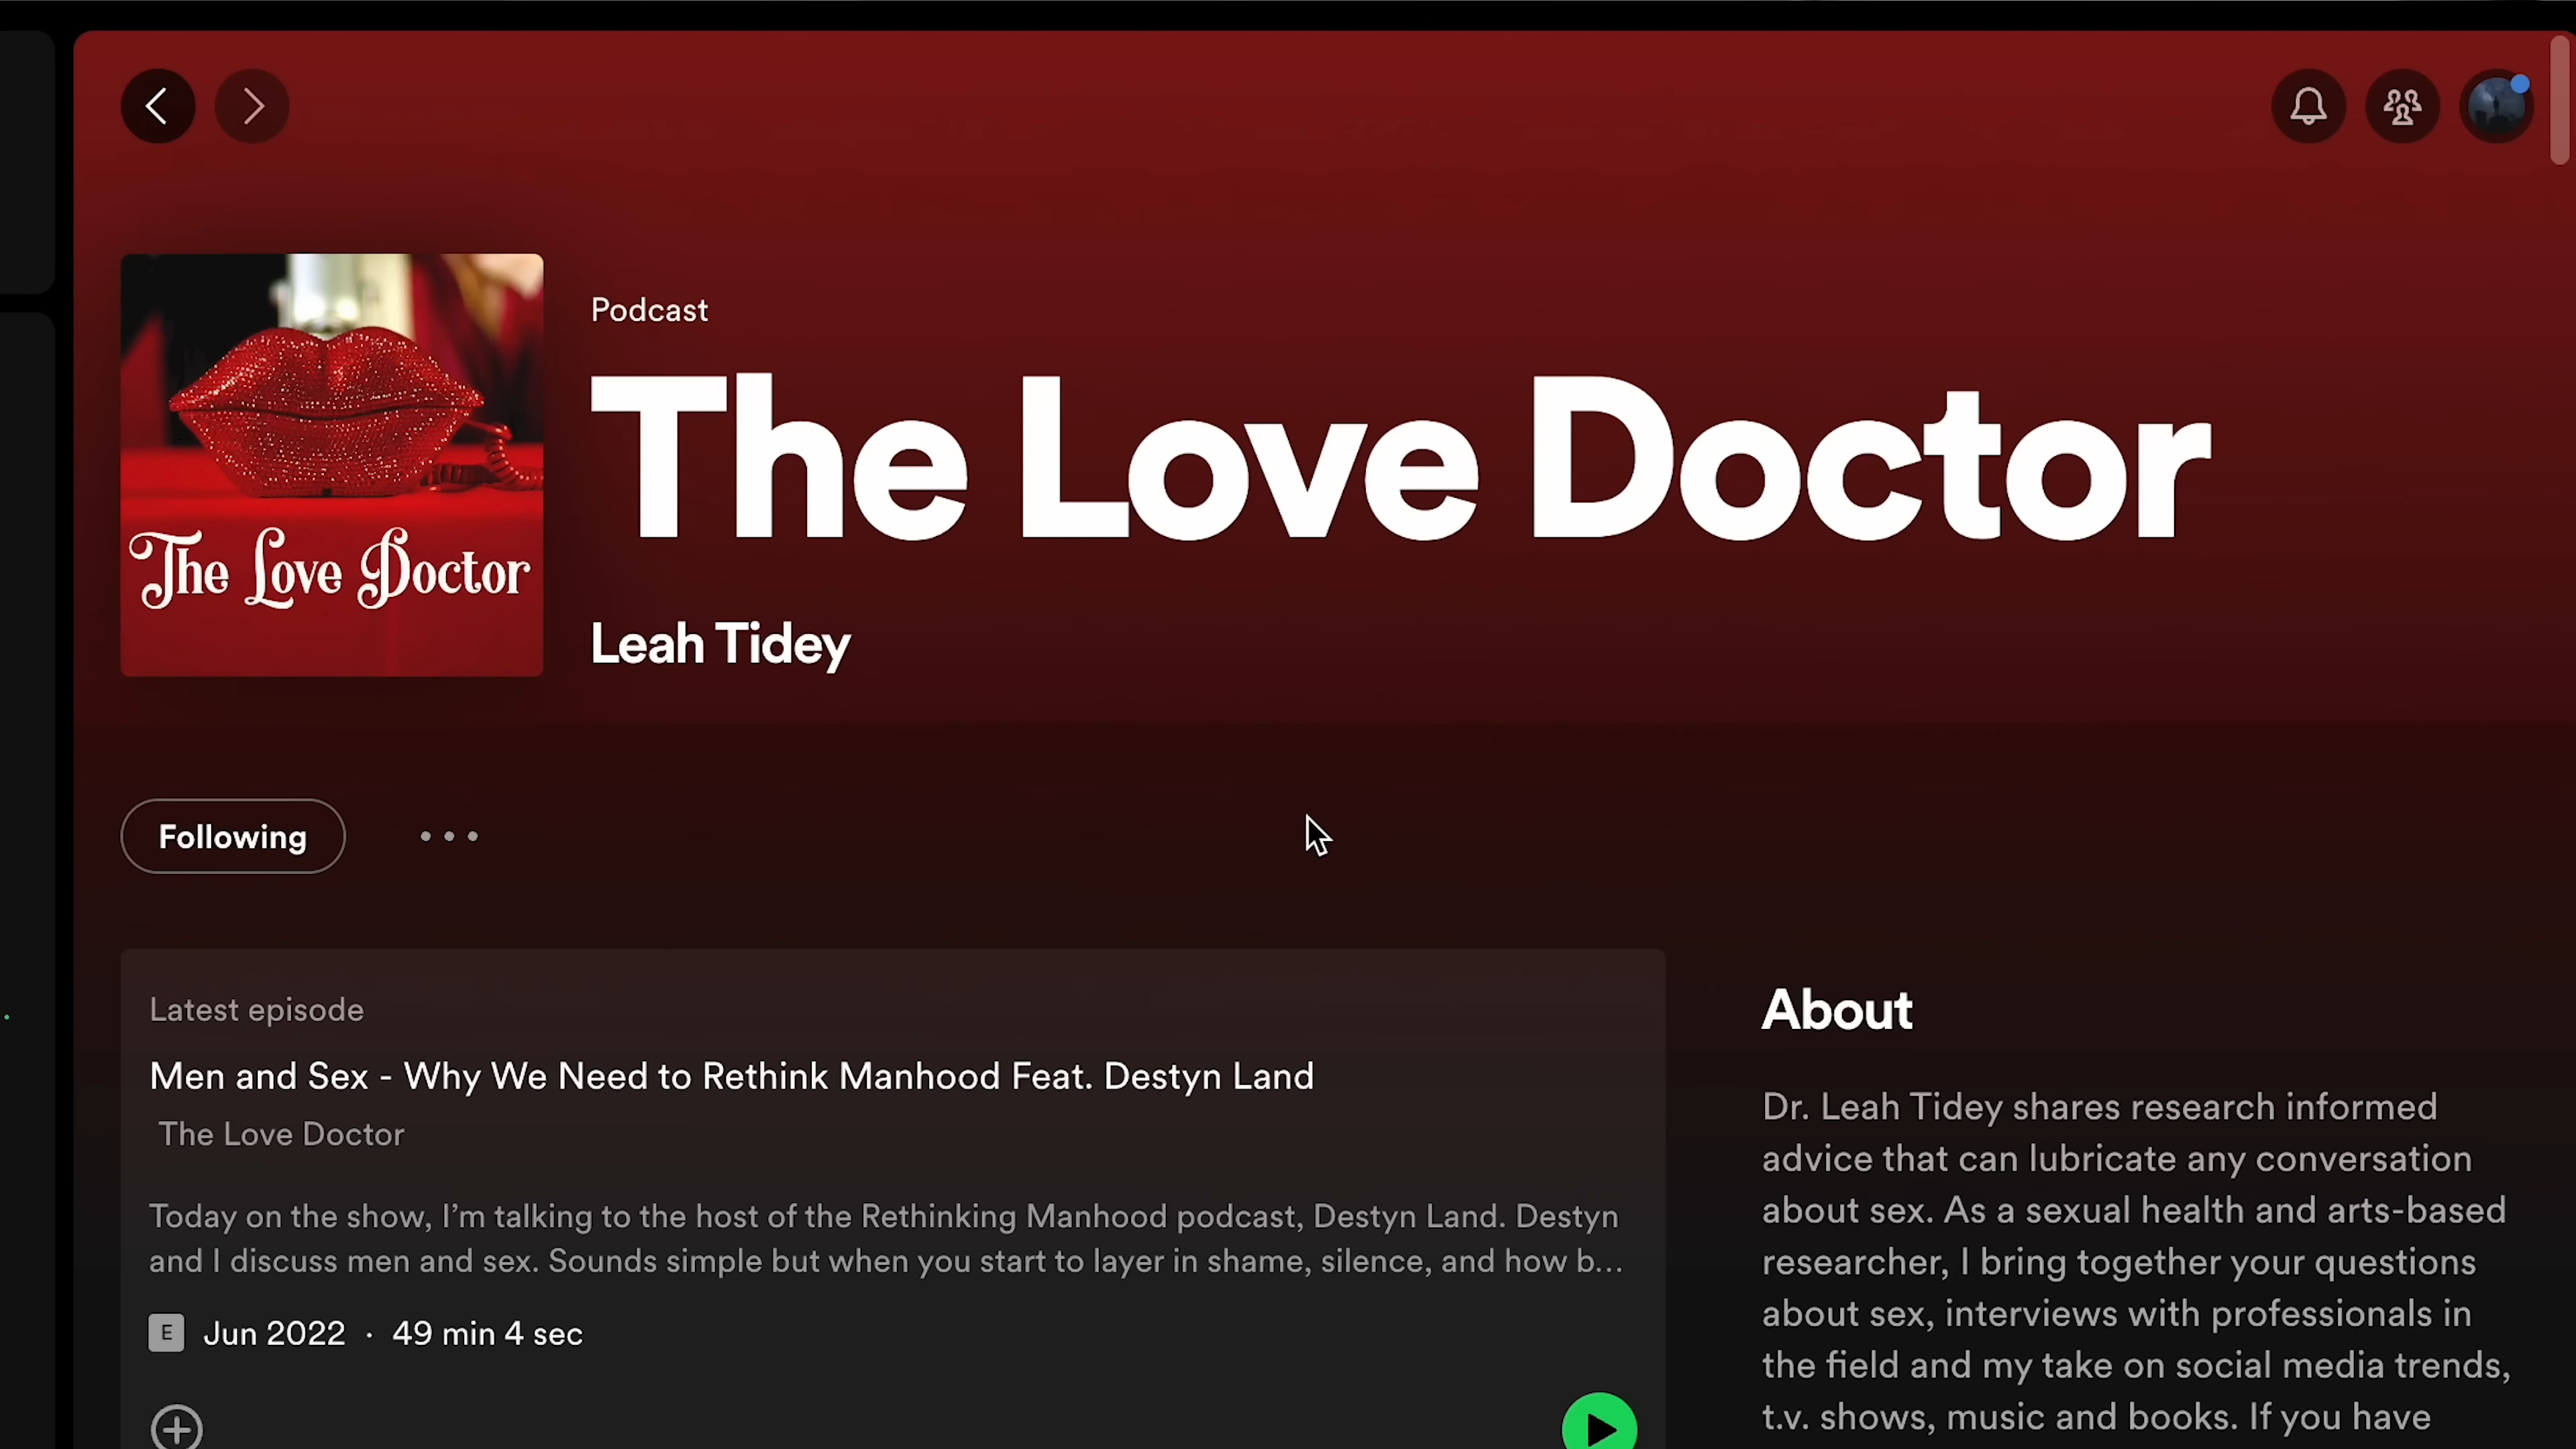 Podcast
The Love Doctor
The Love Doctor
Leah Tidey
Following
Latest episode
Men and Sex - Why We Need to Rethink Manhood Feat. Destyn Land
The Love Doctor
Today on the show, I’m talking to the host of the Rethinking Manhood podcast, Destyn Land. Destyn
and I discuss men and sex. Sounds simple but when you start to layer in shame, silence, and how b...
E Jun 2022 · 49 min 4 sec
About
Dr. Leah Tidey shares research informed
advice that can lubricate any conversation
about sex. As a sexual health and arts-based
researcher, I bring together your questions
about sex, interviews with professionals in
the field and my take on social media trends,
t.v. shows, music and books. If you have